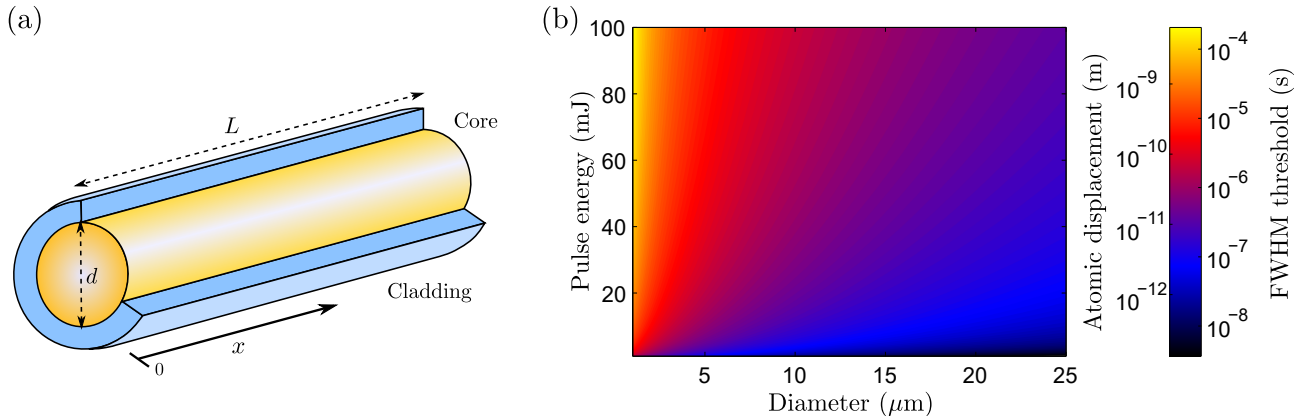 (a)
L
Core
d
Cladding
x
0
(b)
Pulse energy (mJ)
100
80
60
40
20
5
10
15
20
25
Diameter (μm)
Atomic displacement (m)
10⁻⁹
10⁻¹⁰
10⁻¹¹
10⁻¹²
10⁻⁴
10⁻⁵
10⁻⁶
10⁻⁷
10⁻⁸
FWHM threshold (s)